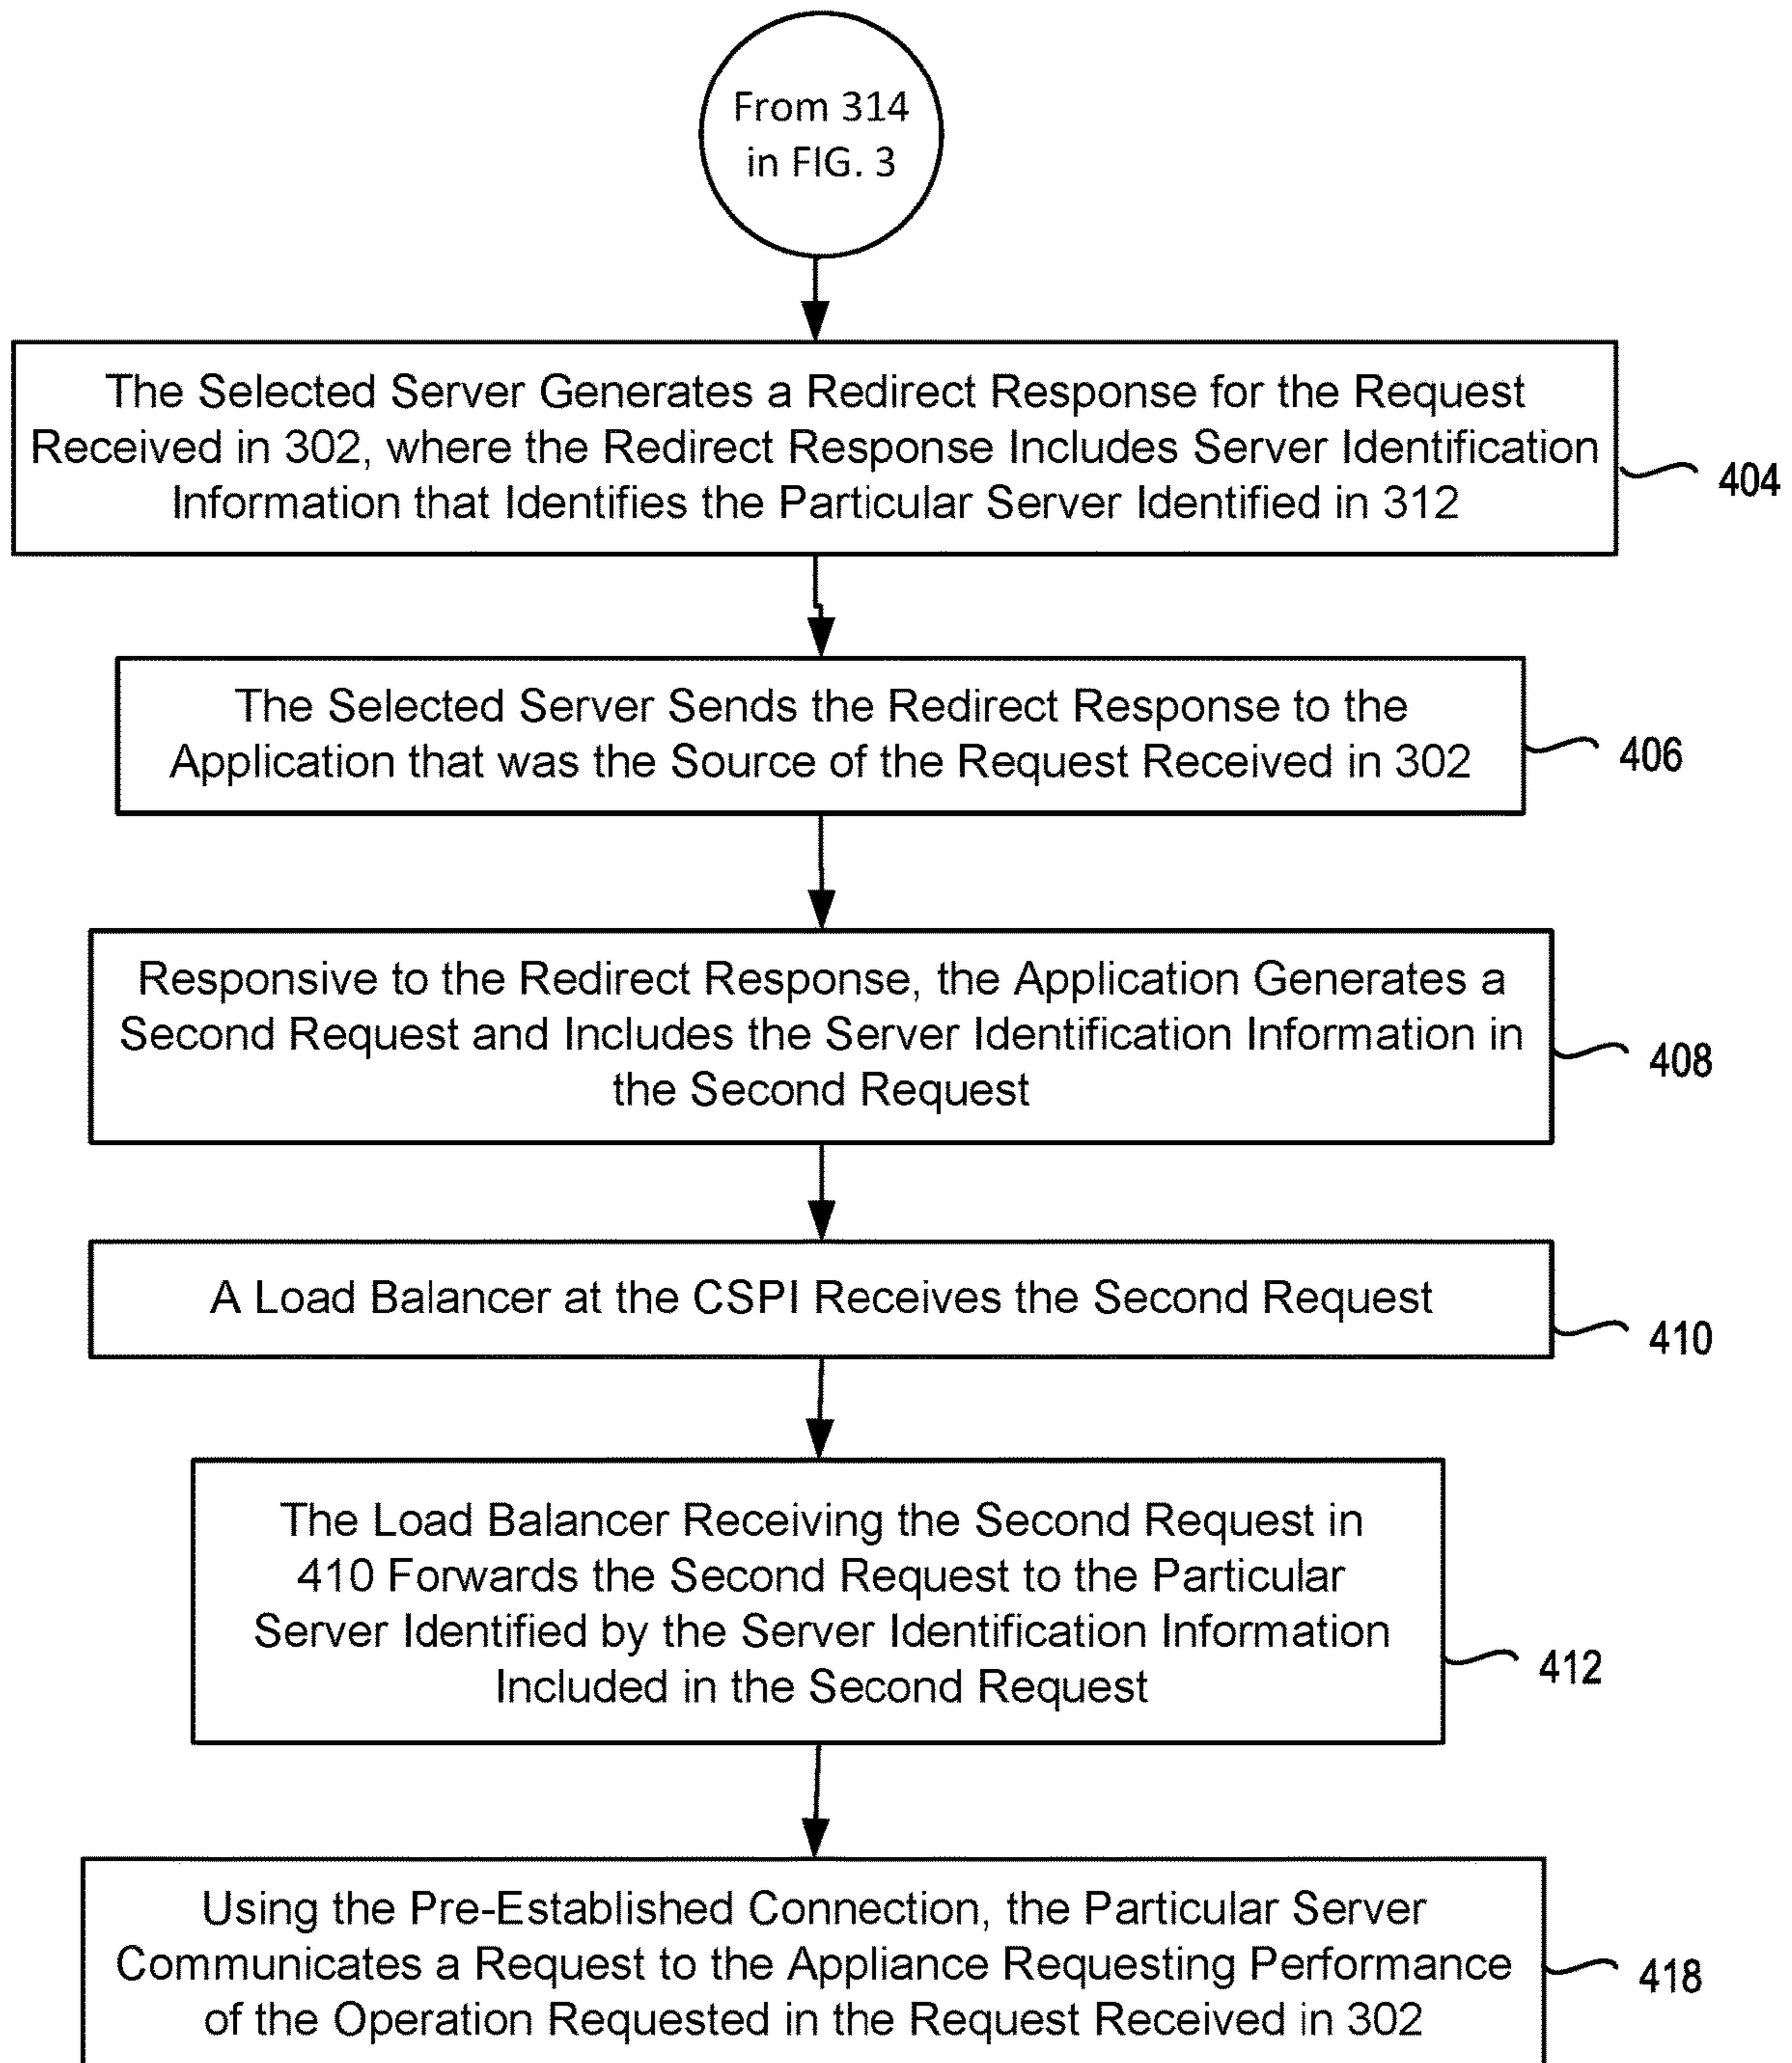 From 314
in FIG. 3
The Selected Server Generates a Redirect Response for the Request
Received in 302, where the Redirect Response Includes Server Identification
Information that Identifies the Particular Server Identified in 312
404
The Selected Server Sends the Redirect Response to the
Application that was the Source of the Request Received in 302
406
Responsive to the Redirect Response, the Application Generates a
Second Request and Includes the Server Identification Information in
the Second Request
408
A Load Balancer at the CSPI Receives the Second Request
410
The Load Balancer Receiving the Second Request in
410 Forwards the Second Request to the Particular
Server Identified by the Server Identification Information
Included in the Second Request
412
Using the Pre-Established Connection, the Particular Server
Communicates a Request to the Appliance Requesting Performance
of the Operation Requested in the Request Received in 302
418